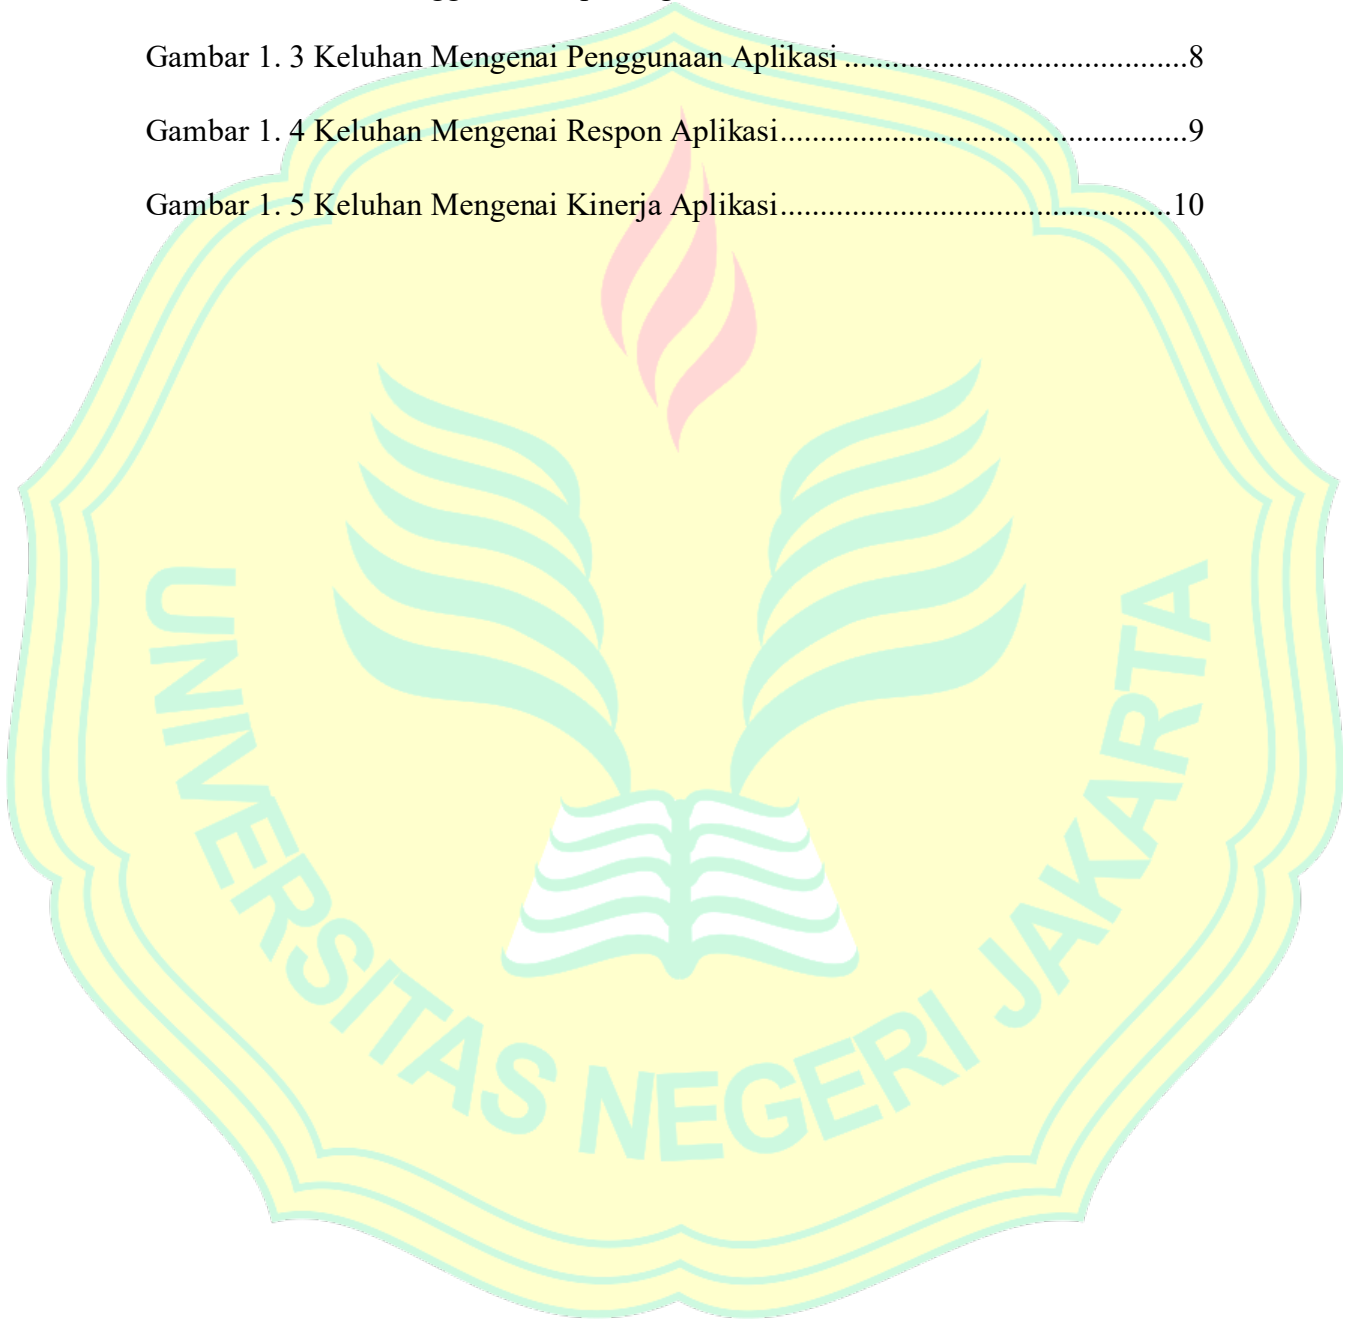 Gambar 1. 3 Keluhan Mengenai Penggunaan Aplikasi ...........................................8
Gambar 1. 4 Keluhan Mengenai Respon Aplikasi...................................................9
Gambar 1. 5 Keluhan Mengenai Kinerja Aplikasi.................................................10
UNIVERSITAS NEGERI JAKARTA